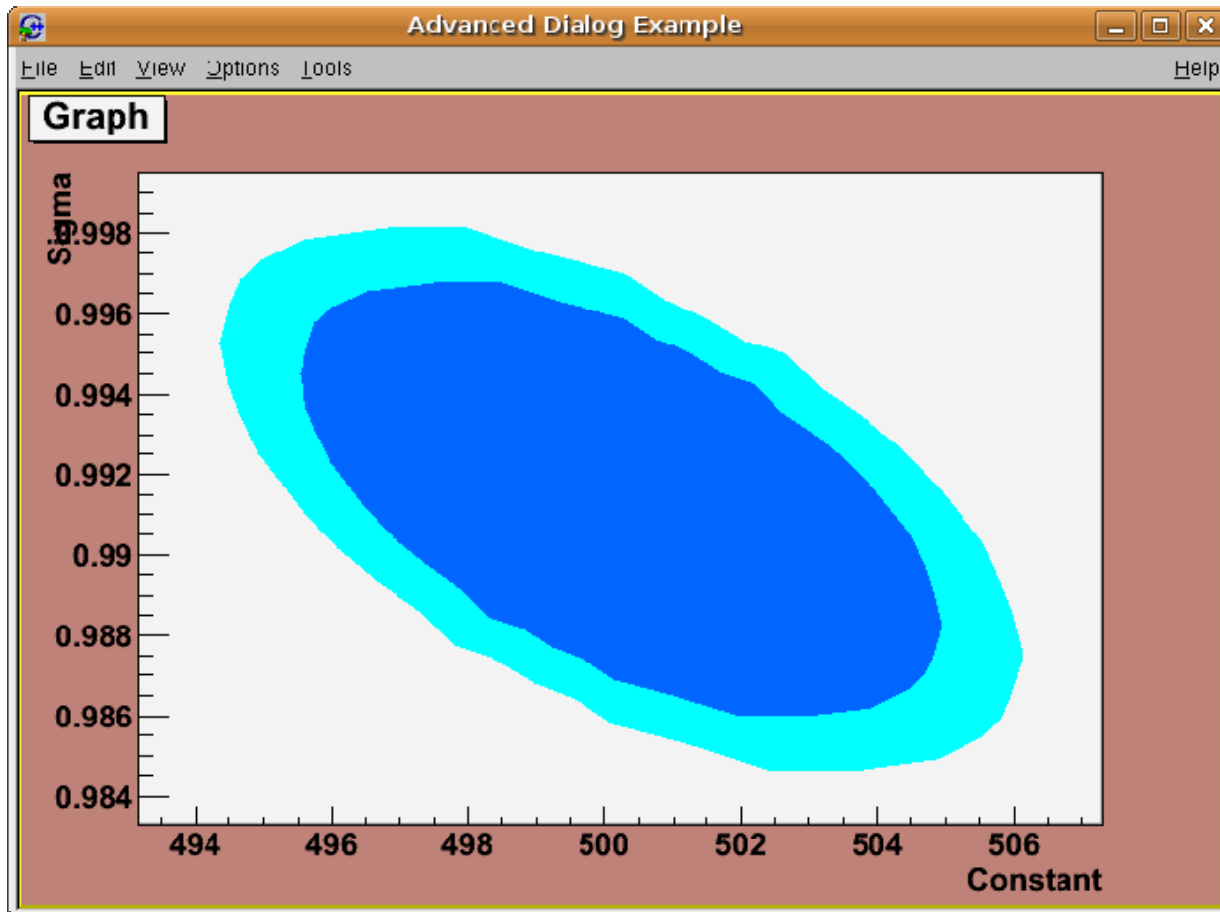 Advanced Dialog Example
File Edit View Options Tools Help
Graph
Sigma
0.998
0.996
0.994
0.992
0.99
0.988
0.986
0.984
494 496 498 500 502 504 506
Constant